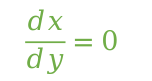 dx/dy = 0